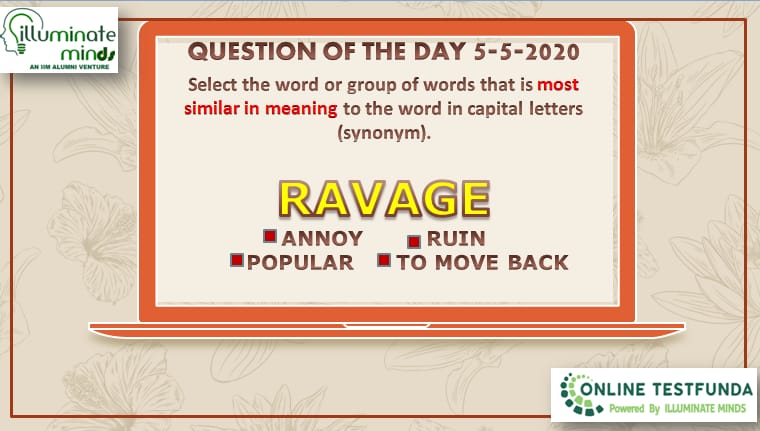 illuminate
minds
AN IIM ALUMNI VENTURE
QUESTION OF THE DAY 5-5-2020
Select the word or group of words that is most
similar in meaning to the word in capital letters
(synonym).
RAVAGE
ANNOY RUIN
POPULAR TO MOVE BACK
ONLINE TESTFUNDA
Powered By ILLUMINATE MINDS